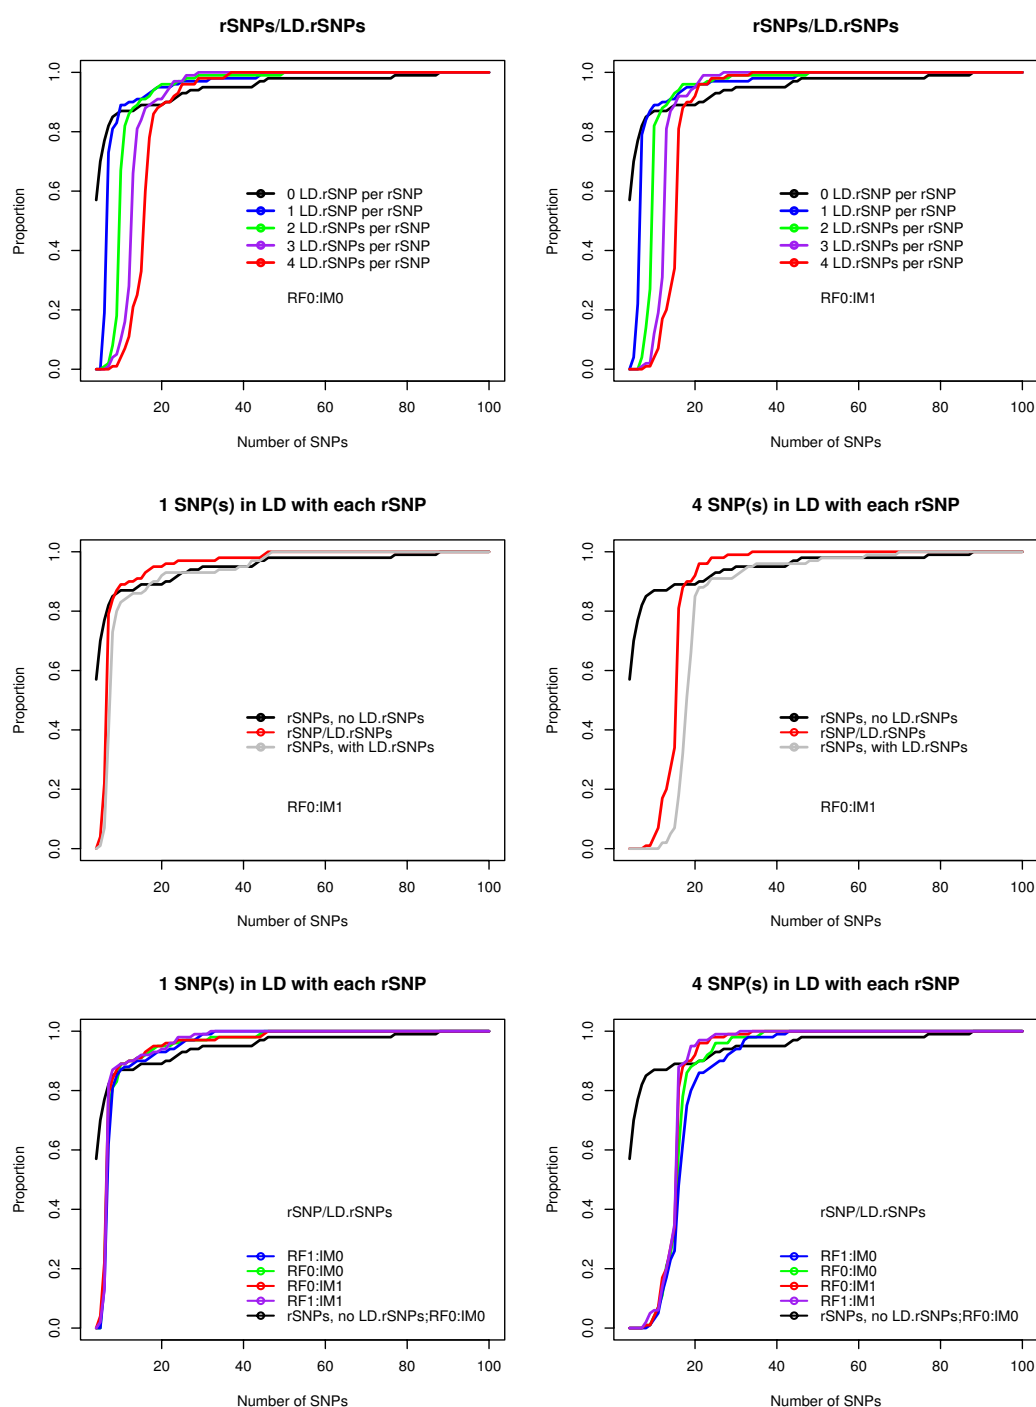 rSNPs/LD.rSNPs
Proportion
0.0 0.2 0.4 0.6 0.8 1.0
0 LD.rSNP per rSNP
1 LD.rSNP per rSNP
2 LD.rSNPs per rSNP
3 LD.rSNPs per rSNP
4 LD.rSNPs per rSNP
RF0:IM0
20 40 60 80 100
Number of SNPs
rSNPs/LD.rSNPs
Proportion
0.0 0.2 0.4 0.6 0.8 1.0
0 LD.rSNP per rSNP
1 LD.rSNP per rSNP
2 LD.rSNPs per rSNP
3 LD.rSNPs per rSNP
4 LD.rSNPs per rSNP
RF0:IM1
20 40 60 80 100
Number of SNPs
1 SNP(s) in LD with each rSNP
Proportion
0.0 0.2 0.4 0.6 0.8 1.0
rSNPs, no LD.rSNPs
rSNP/LD.rSNPs
rSNPs, with LD.rSNPs
RF0:IM1
20 40 60 80 100
Number of SNPs
4 SNP(s) in LD with each rSNP
Proportion
0.0 0.2 0.4 0.6 0.8 1.0
rSNPs, no LD.rSNPs
rSNP/LD.rSNPs
rSNPs, with LD.rSNPs
RF0:IM1
20 40 60 80 100
Number of SNPs
1 SNP(s) in LD with each rSNP
Proportion
0.0 0.2 0.4 0.6 0.8 1.0
rSNP/LD.rSNPs
RF1:IM0
RF0:IM0
RF0:IM1
RF1:IM1
rSNPs, no LD.rSNPs;RF0:IM0
20 40 60 80 100
Number of SNPs
4 SNP(s) in LD with each rSNP
Proportion
0.0 0.2 0.4 0.6 0.8 1.0
rSNP/LD.rSNPs
RF1:IM0
RF0:IM0
RF0:IM1
RF1:IM1
rSNPs, no LD.rSNPs;RF0:IM0
20 40 60 80 100
Number of SNPs